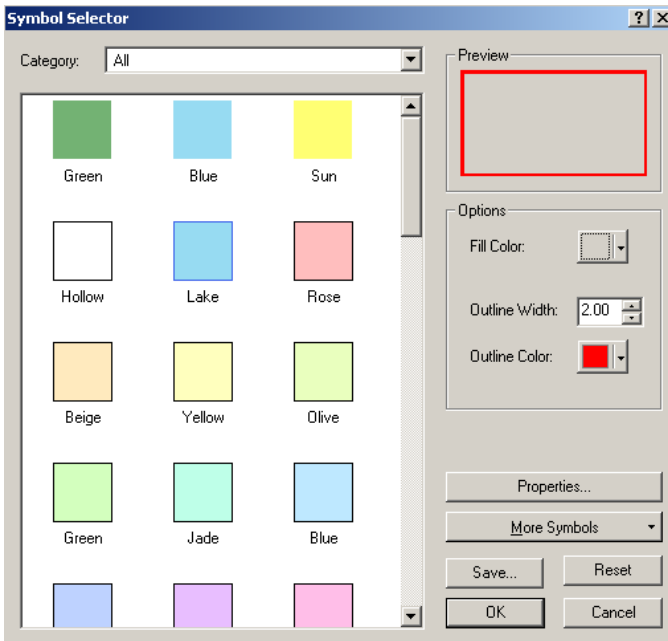 Symbol Selector
Category: All
Preview
Green Blue Sun
Options
Fill Color:
Hollow Lake Rose
Outline Width: 2.00
Outline Color:
Beige Yellow Olive
Properties...
Green Jade Blue
More Symbols
Save... Reset
OK Cancel